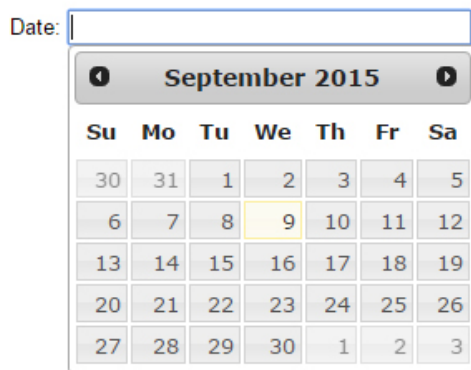 Date:
September 2015
Su Mo Tu We Th Fr Sa
30 31 1 2 3 4 5
6 7 8 9 10 11 12
13 14 15 16 17 18 19
20 21 22 23 24 25 26
27 28 29 30 1 2 3